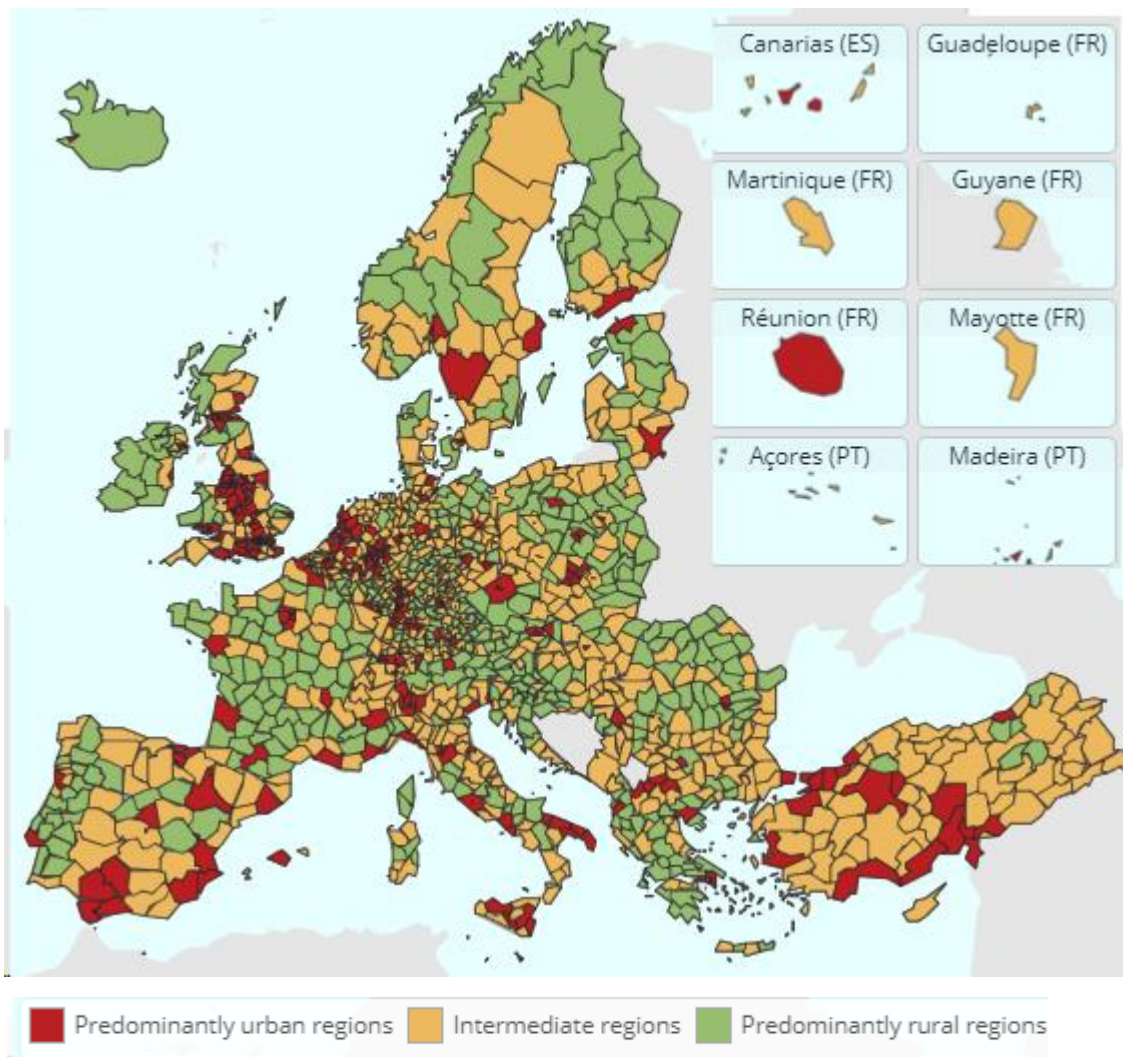 Canarias (ES)
Guadeloupe (FR)
Martinique (FR)
Guyane (FR)
Réunion (FR)
Mayotte (FR)
Açores (PT)
Madeira (PT)
Predominantly urban regions
Intermediate regions
Predominantly rural regions